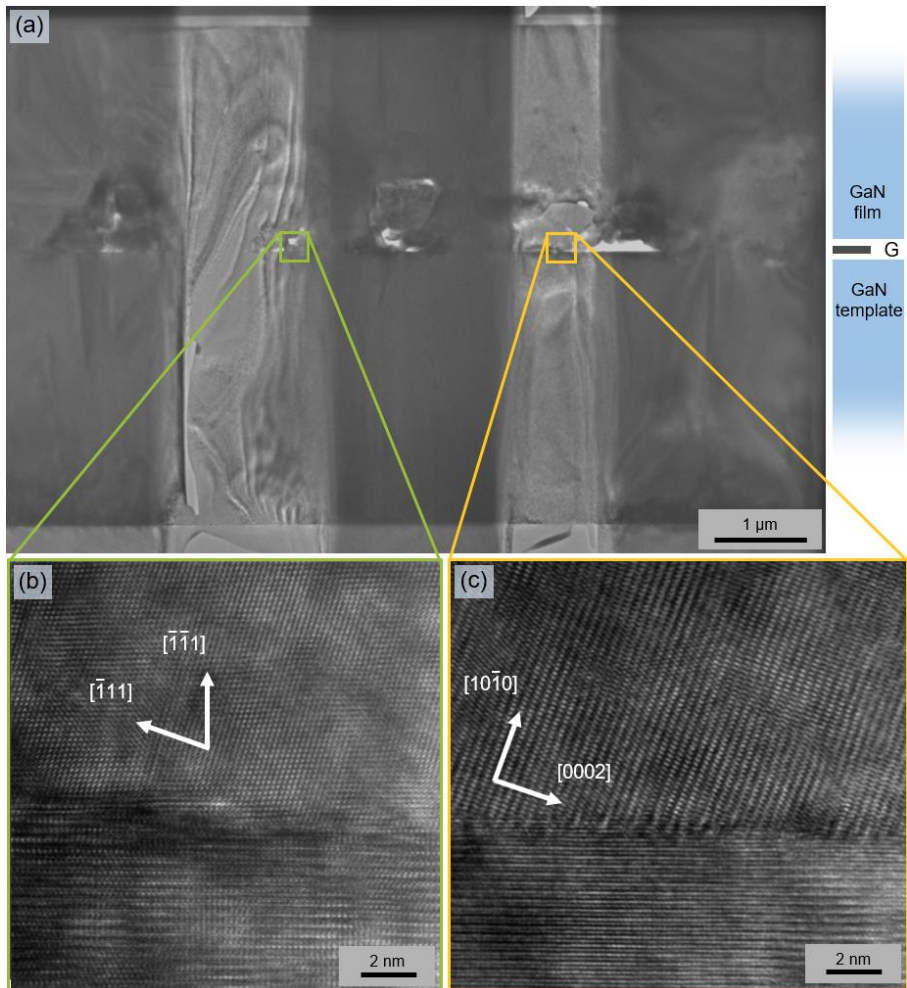 (a)
GaN
film
G
GaN
template
1 µm
(b)
[1̅1̅1]
[1̅11]
2 nm
(c)
[101̅0]
[0002]
2 nm